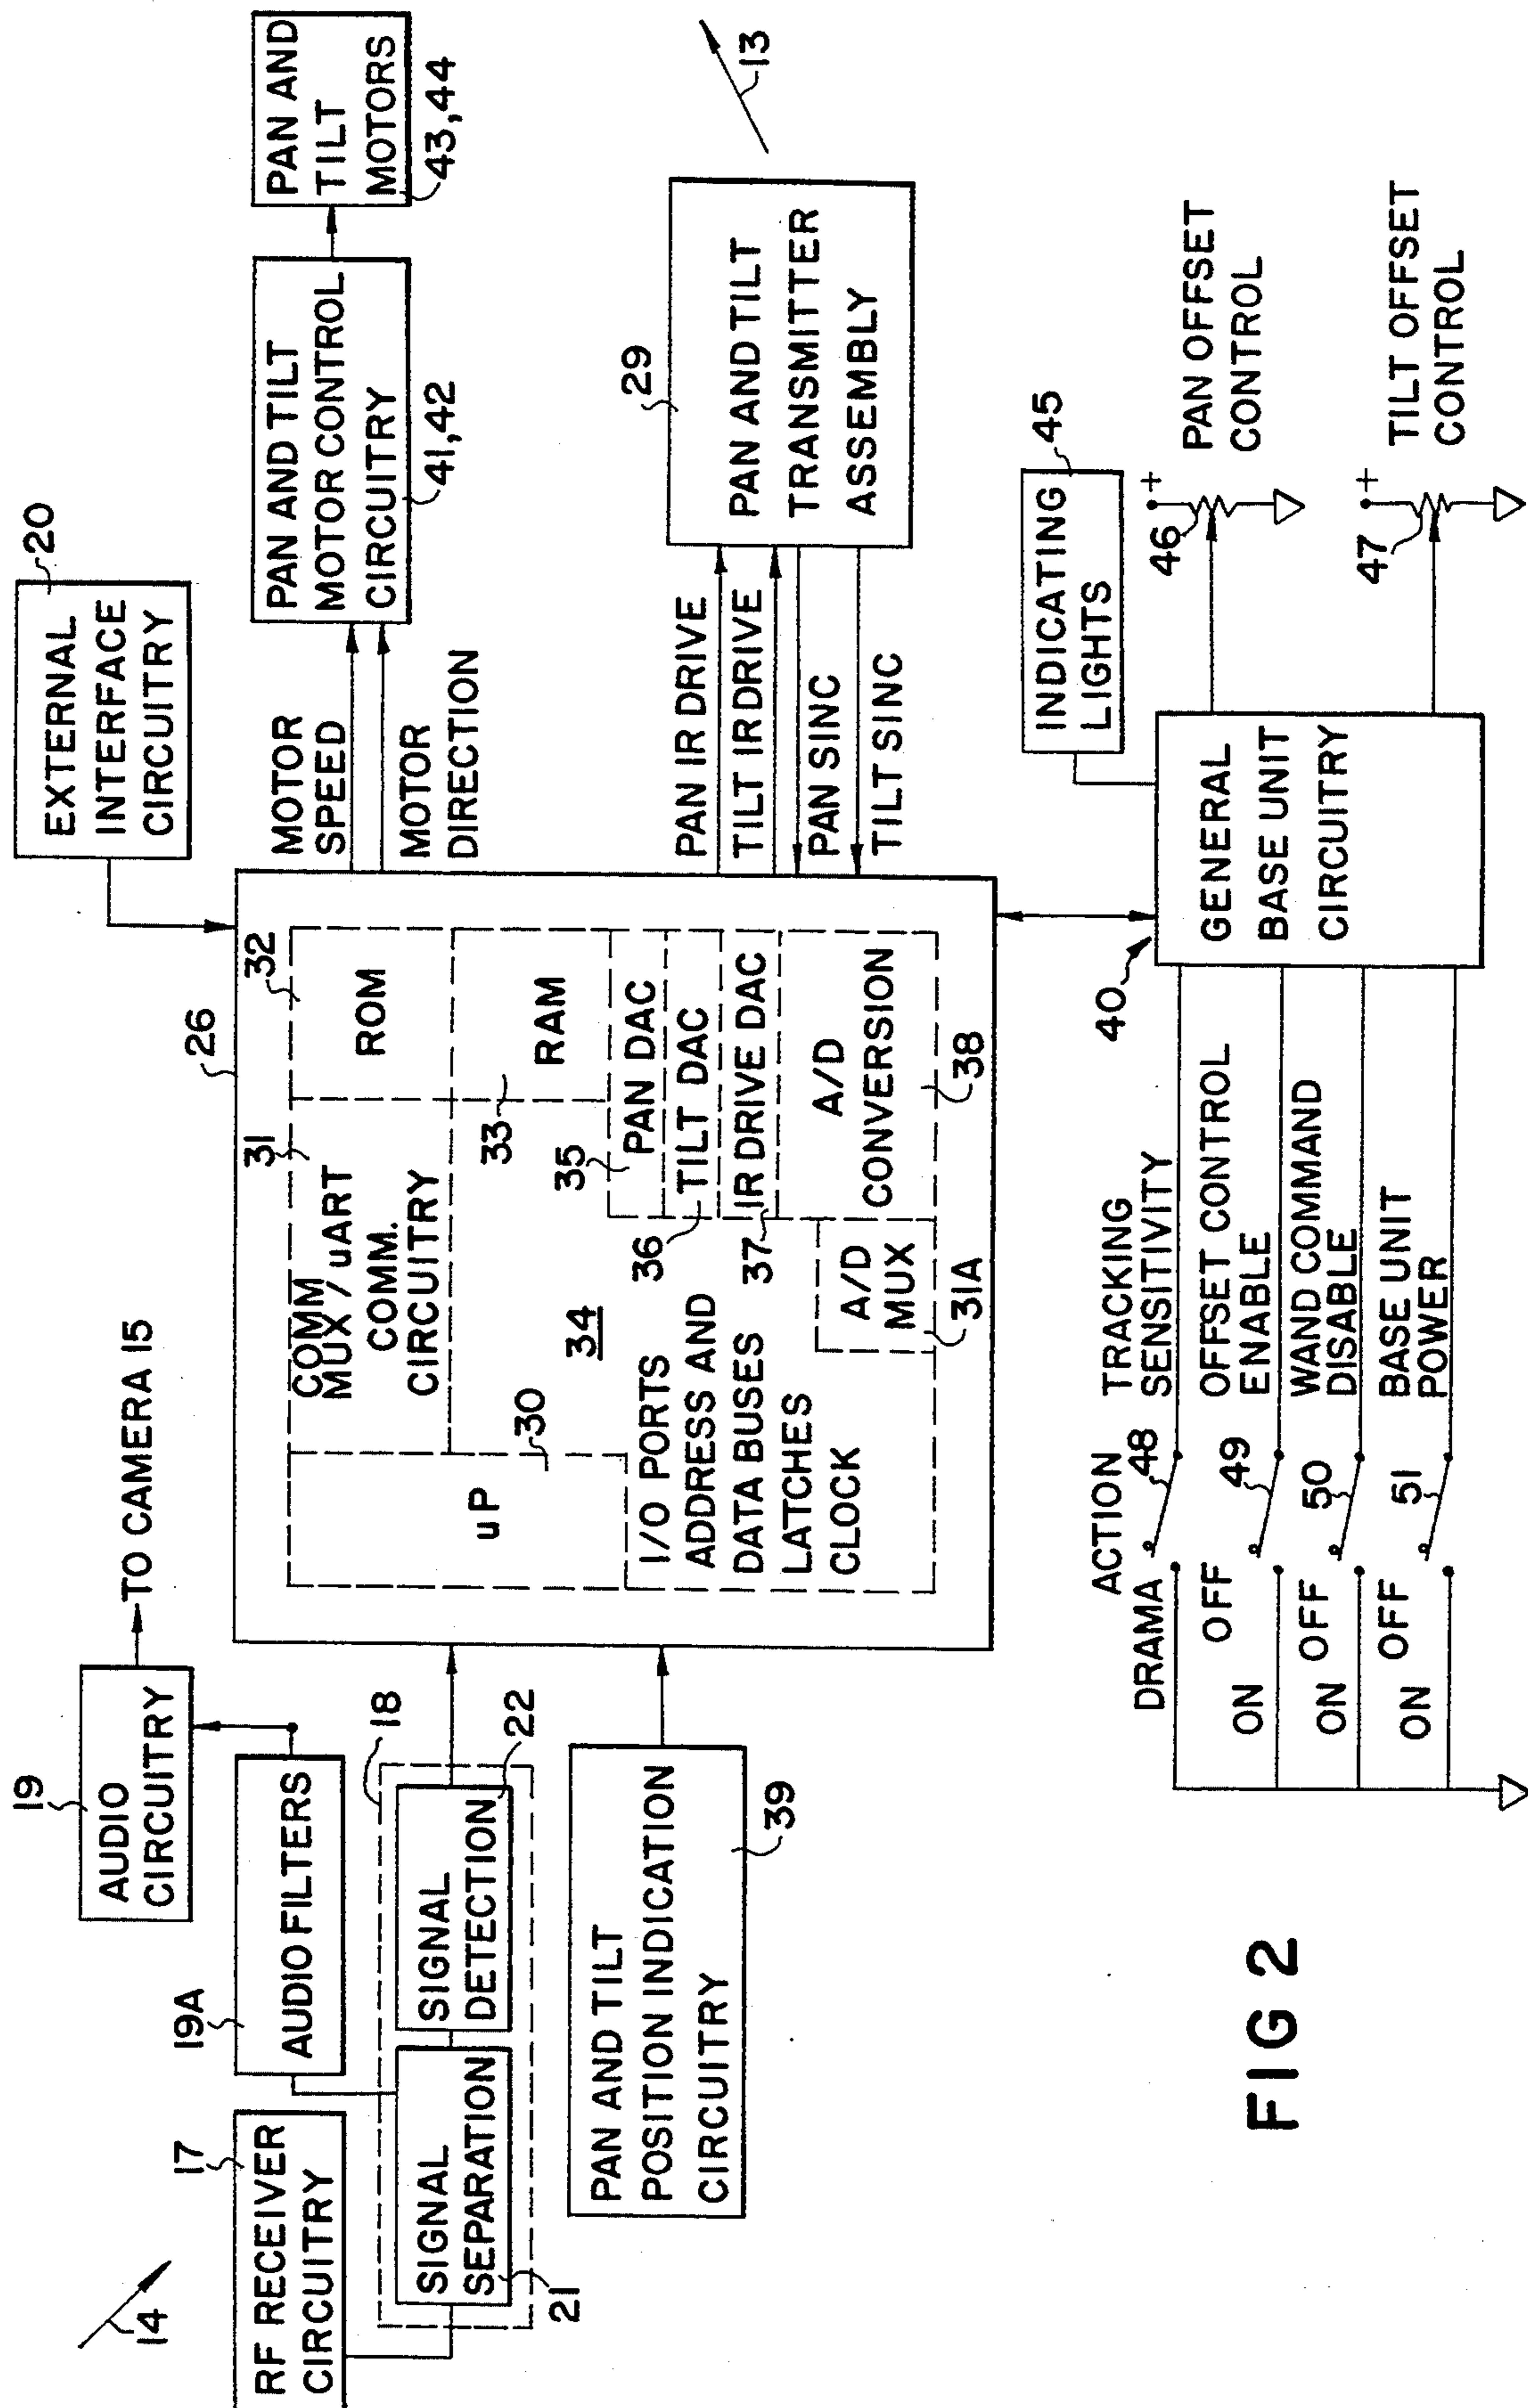 14
17
RF RECEIVER
CIRCUITRY
19A
AUDIO FILTERS
19
AUDIO
CIRCUITRY
TO CAMERA 15
18
SIGNAL
SEPARATION
21
SIGNAL
DETECTION
22
PAN AND TILT
POSITION INDICATION
CIRCUITRY
39
26
uP
30
COMM
MUX / uART
COMM.
CIRCUITRY
31
ROM
32
RAM
33
34
I/O PORTS
ADDRESS AND
DATA BUSES
LATCHES
CLOCK
35
PAN DAC
36
TILT DAC
37
IR DRIVE DAC
A/D
CONVERSION
38
A/D
MUX
31A
EXTERNAL
INTERFACE
CIRCUITRY
20
MOTOR
SPEED
MOTOR
DIRECTION
PAN AND TILT
MOTOR CONTROL
CIRCUITRY
41,42
PAN AND
TILT
MOTORS
43,44
PAN IR DRIVE
TILT IR DRIVE
PAN SINC
TILT SINC
29
PAN AND TILT
TRANSMITTER
ASSEMBLY
13
40
GENERAL
BASE UNIT
CIRCUITRY
INDICATING
LIGHTS
45
+
46
PAN OFFSET
CONTROL
+
47
TILT OFFSET
CONTROL
DRAMA
ACTION
48
TRACKING
SENSITIVITY
ON
OFF
49
OFFSET CONTROL
ENABLE
ON
OFF
50
WAND COMMAND
DISABLE
ON
OFF
51
BASE UNIT
POWER
FIG 2